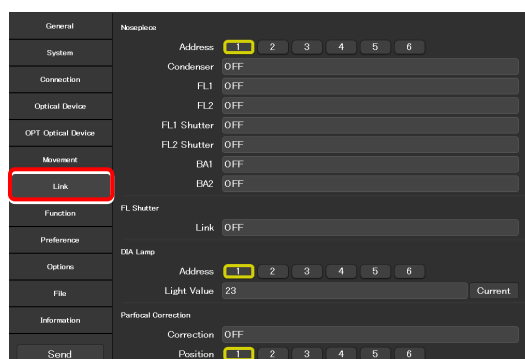 General
System
Connection
Optical Device
OPT Optical Device
Movement
Link
Function
Preference
Options
File
Information
Send
Nosepiece
Address 1 2 3 4 5 6
Condenser OFF
FL1 OFF
FL2 OFF
FL1 Shutter OFF
FL2 Shutter OFF
BA1 OFF
BA2 OFF
FL Shutter
Link OFF
DIA Lamp
Address 1 2 3 4 5 6
Light Value 23 Current
Parfocal Correction
Correction OFF
Position 1 2 3 4 5 6